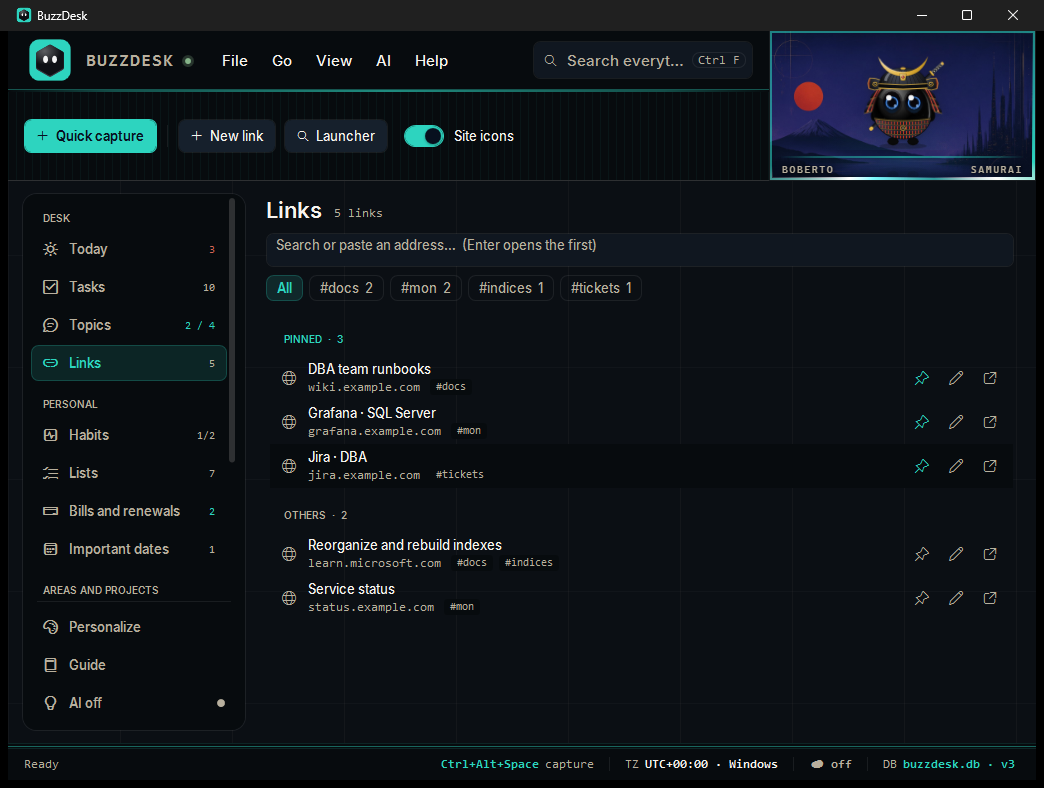 BuzzDesk
BUZZDESK File Go View AI Help
Search everyt... Ctrl F
+ Quick capture + New link Launcher Site icons
BOBERTO SAMURAI
DESK
Today 3
Tasks 10
Topics 2 / 4
Links 5
PERSONAL
Habits 1/2
Lists 7
Bills and renewals 2
Important dates 1
AREAS AND PROJECTS
Personalize
Guide
AI off
Links 5 links
Search or paste an address... (Enter opens the first)
All #docs 2 #mon 2 #indices 1 #tickets 1
PINNED · 3
DBA team runbooks
wiki.example.com #docs
Grafana · SQL Server
grafana.example.com #mon
Jira · DBA
jira.example.com #tickets
OTHERS · 2
Reorganize and rebuild indexes
learn.microsoft.com #docs #indices
Service status
status.example.com #mon
Ready Ctrl+Alt+Space capture TZ UTC+00:00 · Windows off DB buzzdesk.db · v3